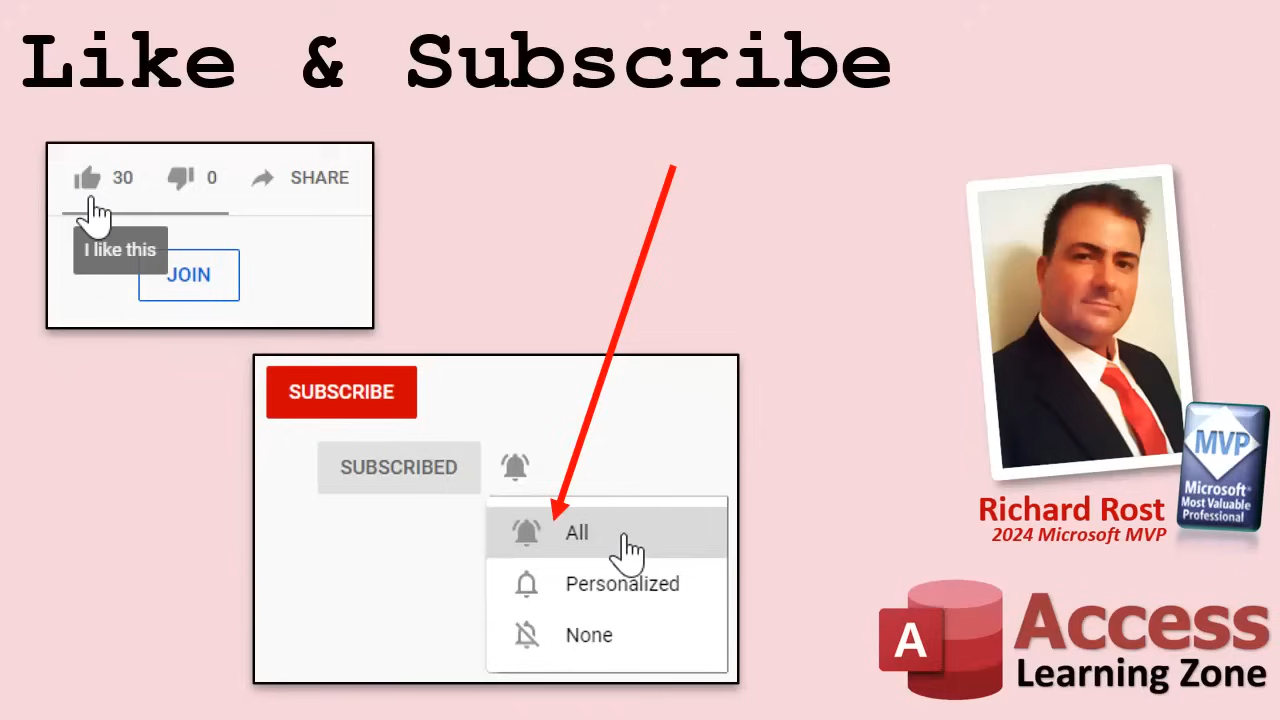 Like & Subscribe
30 0 SHARE
I like this
JOIN
SUBSCRIBE
SUBSCRIBED
All
Personalized
None
MVP
Microsoft®
Most Valuable
Professional
Richard Rost
2024 Microsoft MVP
A
Access
Learning Zone